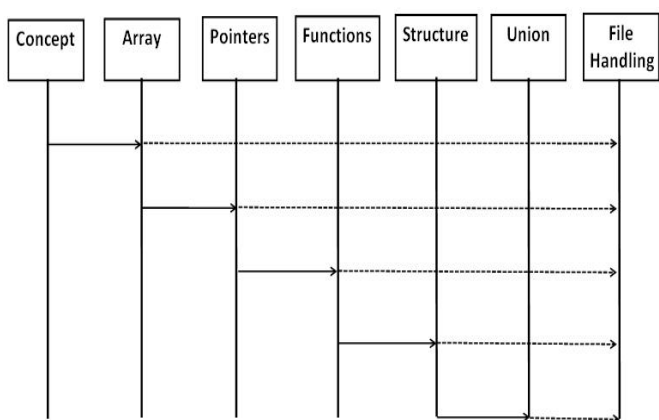 Concept
Array
Pointers
Functions
Structure
Union
File
Handling